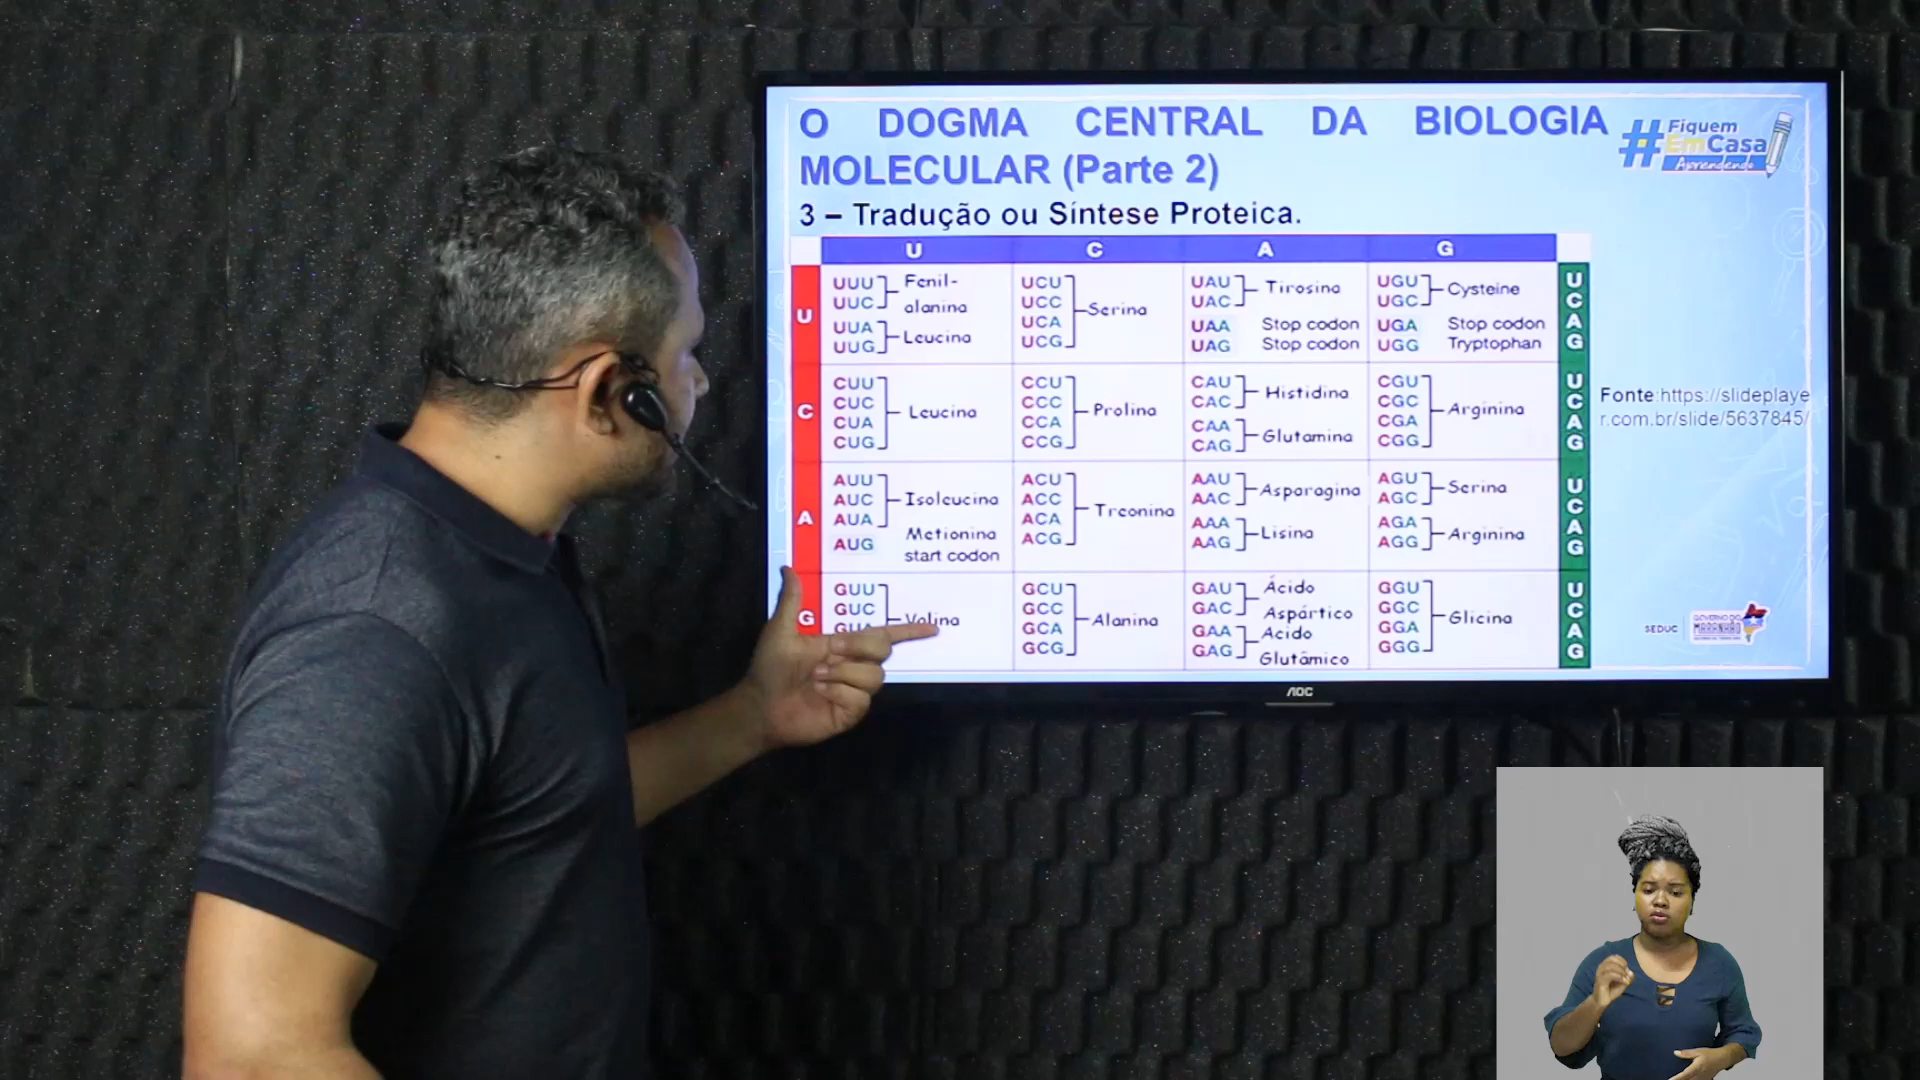 O DOGMA CENTRAL DA BIOLOGIA
MOLECULAR (Parte 2)
#Fiquem
EmCasa
Aprendendo
3 – Tradução ou Síntese Proteica.
U C A G
U
UUU
UUC
Fenil-
alanina
UUA
UUG
Leucina
UCU
UCC
UCA
UCG
Serina
UAU
UAC
Tirosina
UAA Stop codon
UAG Stop codon
UGU
UGC
Cysteine
UGA Stop codon
UGG Tryptophan
U
C
A
G
C
CUU
CUC
CUA
CUG
Leucina
CCU
CCC
CCA
CCG
Prolina
CAU
CAC
Histidina
CAA
CAG
Glutamina
CGU
CGC
CGA
CGG
Arginina
U
C
A
G
A
AUU
AUC
AUA
Isoleucina
AUG
Metionina
start codon
ACU
ACC
ACA
ACG
Treonina
AAU
AAC
Asparagina
AAA
AAG
Lisina
AGU
AGC
Serina
AGA
AGG
Arginina
U
C
A
G
G
GUU
GUC
GUA
Valina
GCU
GCC
GCA
GCG
Alanina
GAU
GAC
Ácido
Aspártico
GAA
GAG
Acido
Glutâmico
GGU
GGC
GGA
GGG
Glicina
U
C
A
G
Fonte:https://slideplaye
r.com.br/slide/5637845/
SEDUC
GOVERNO DO
MARANHÃO
AOC